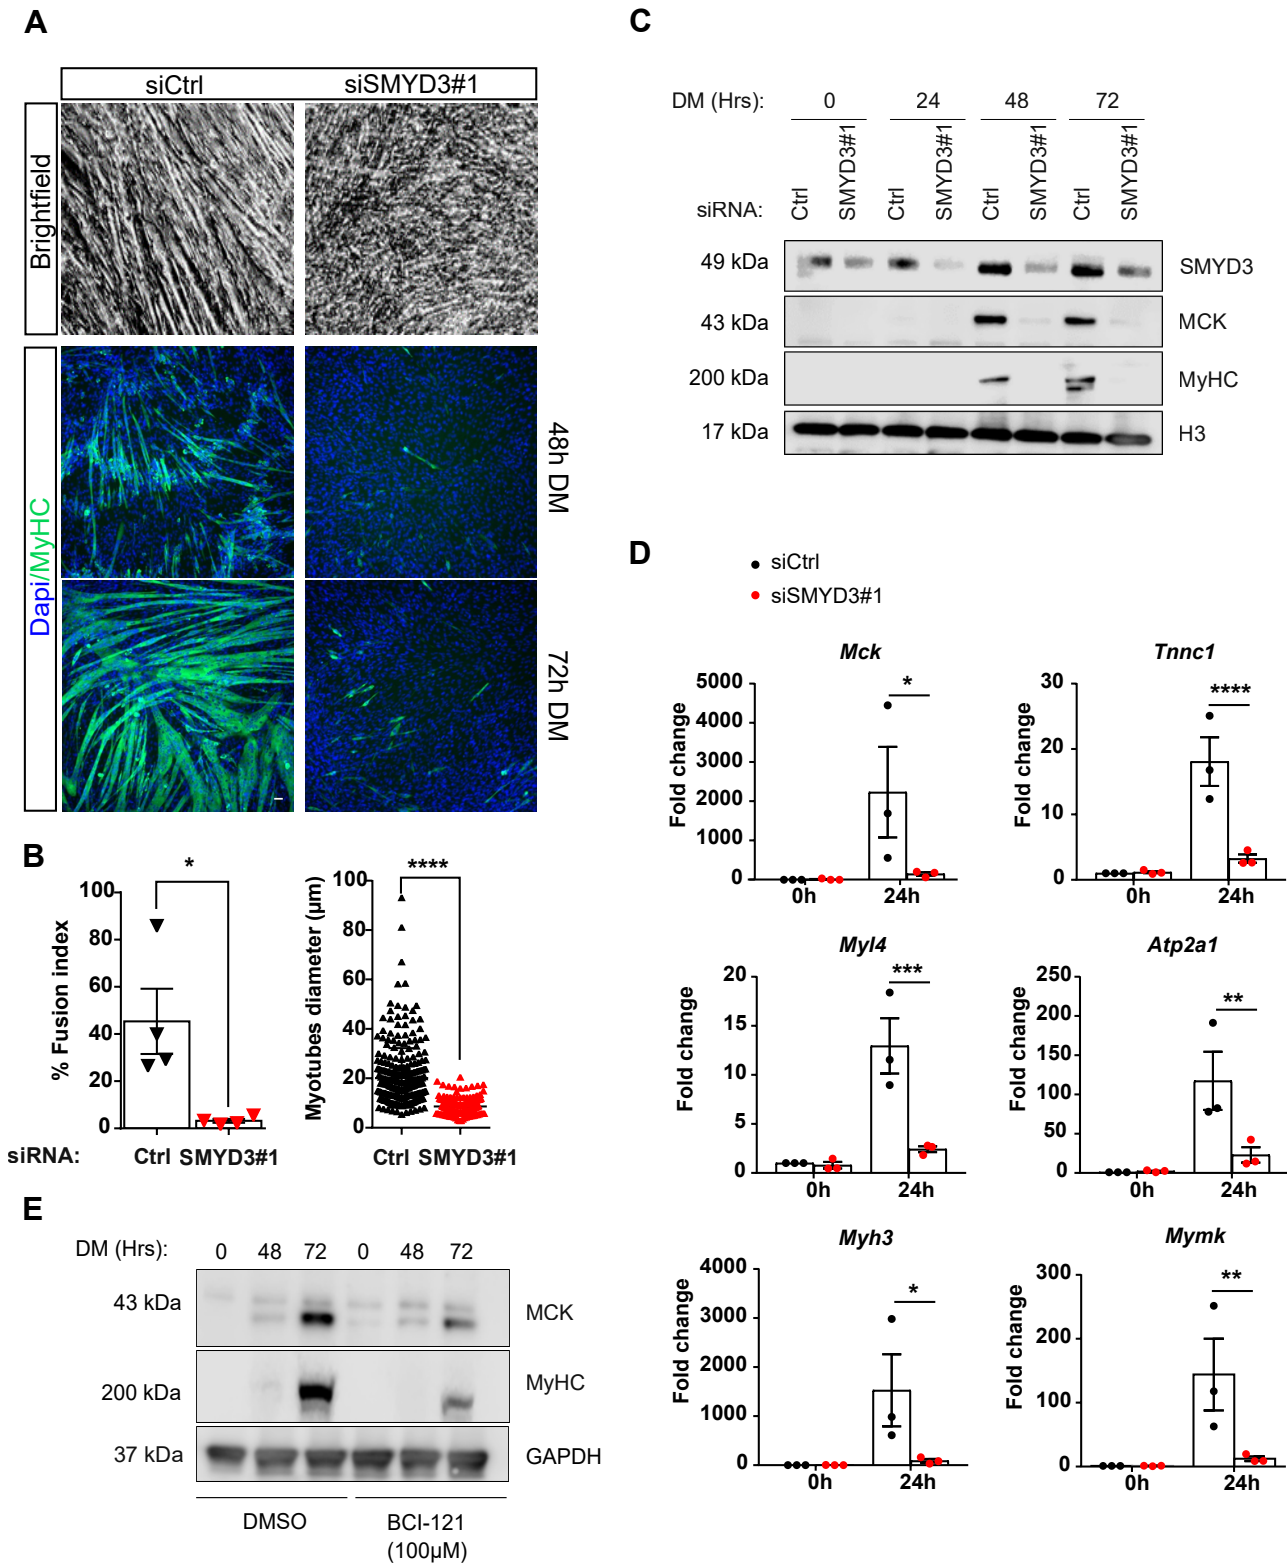 A
siCtrl siSMYD3#1
Brightfield
Dapi/MyHC
48h DM
72h DM
B
% Fusion index
100
80
60
40
20
0
*
siRNA: Ctrl SMYD3#1
Myotubes diameter (µm)
100
80
60
40
20
0
****
Ctrl SMYD3#1
C
DM (Hrs): 0 24 48 72
siRNA: Ctrl SMYD3#1 Ctrl SMYD3#1 Ctrl SMYD3#1 Ctrl SMYD3#1
49 kDa SMYD3
43 kDa MCK
200 kDa MyHC
17 kDa H3
D
siCtrl
siSMYD3#1
Mck
Fold change
5000
4000
3000
2000
1000
0
*
0h 24h
Tnnc1
Fold change
30
20
10
0
****
0h 24h
Myl4
Fold change
20
15
10
5
0
***
0h 24h
Atp2a1
Fold change
250
200
150
100
50
0
**
0h 24h
Myh3
Fold change
4000
3000
2000
1000
0
*
0h 24h
Mymk
Fold change
300
200
100
0
**
0h 24h
E
DM (Hrs): 0 48 72 0 48 72
43 kDa MCK
200 kDa MyHC
37 kDa GAPDH
DMSO BCI-121
(100µM)